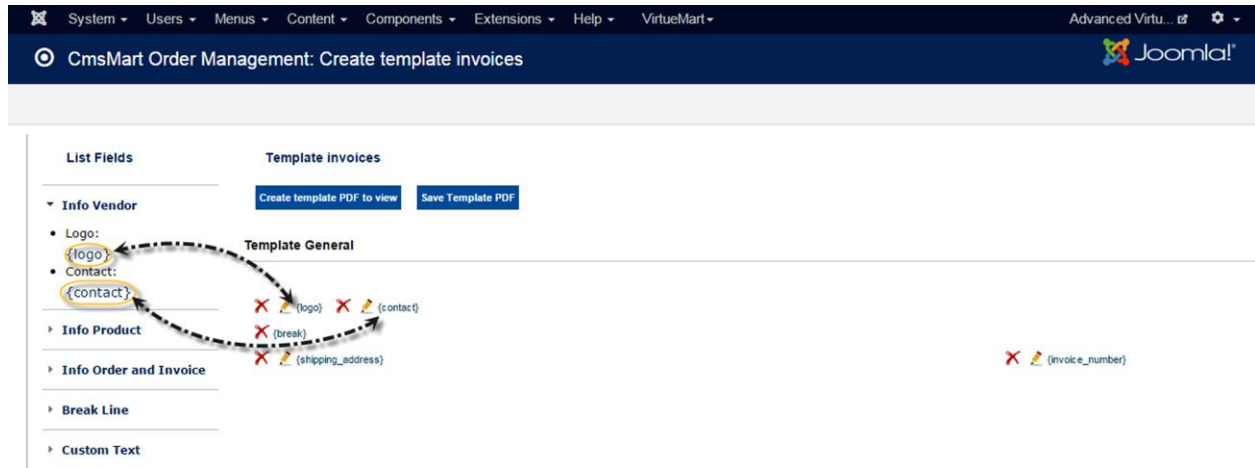 System Users Menus Content Components Extensions Help VirtueMart Advanced Virtu...
CmsMart Order Management: Create template invoices Joomla!
List Fields Template invoices
Info Vendor Create template PDF to view Save Template PDF
Logo:
{logo} Template General
Contact:
{contact} {logo} {contact}
Info Product {break}
{shipping_address} {invoice_number}
Info Order and Invoice
Break Line
Custom Text